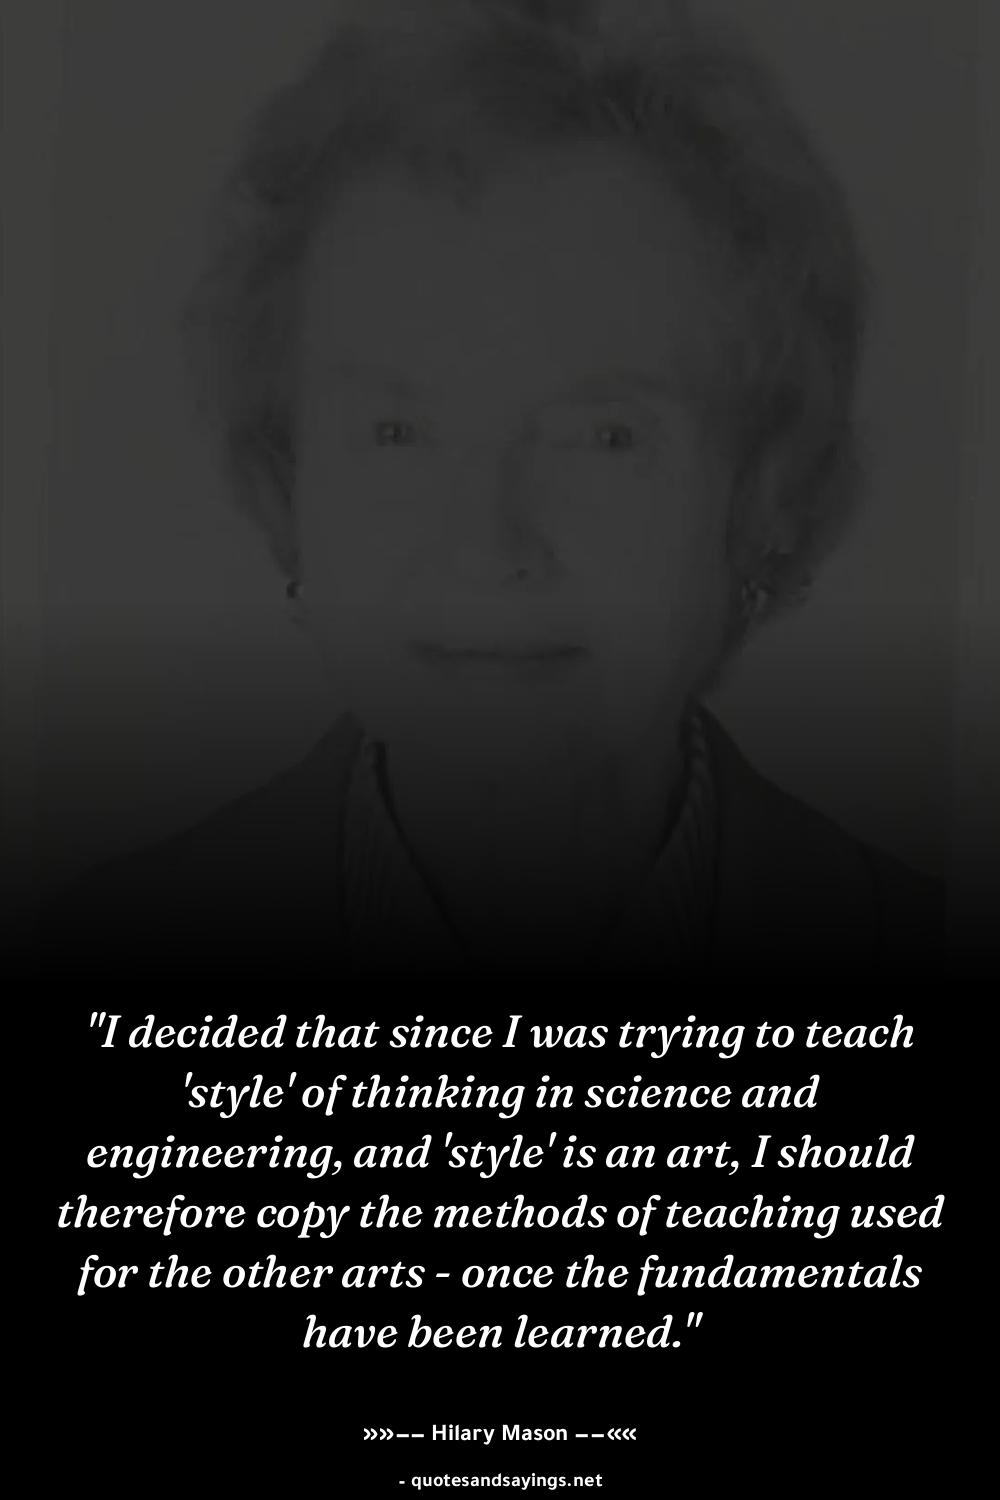 "I decided that since I was trying to teach
'style' of thinking in science and
engineering, and 'style' is an art, I should
therefore copy the methods of teaching used
for the other arts - once the fundamentals
have been learned."
»»–– Hilary Mason ––««
- quotesandsayings.net